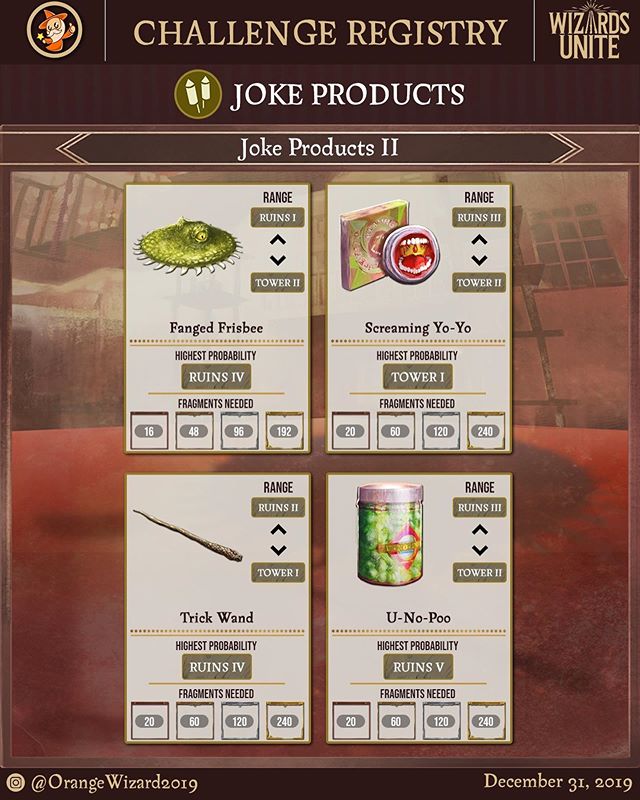 CHALLENGE REGISTRY
WIZARDS
UNITE
JOKE PRODUCTS
Joke Products II
RANGE
RUINS I
TOWER II
Fanged Frisbee
HIGHEST PROBABILITY
RUINS IV
FRAGMENTS NEEDED
16 48 96 192
RANGE
RUINS III
TOWER II
Screaming Yo-Yo
HIGHEST PROBABILITY
TOWER I
FRAGMENTS NEEDED
20 60 120 240
RANGE
RUINS II
TOWER I
Trick Wand
HIGHEST PROBABILITY
RUINS IV
FRAGMENTS NEEDED
20 60 120 240
RANGE
RUINS III
TOWER II
U-No-Poo
HIGHEST PROBABILITY
RUINS V
FRAGMENTS NEEDED
20 60 120 240
@OrangeWizard2019
December 31, 2019